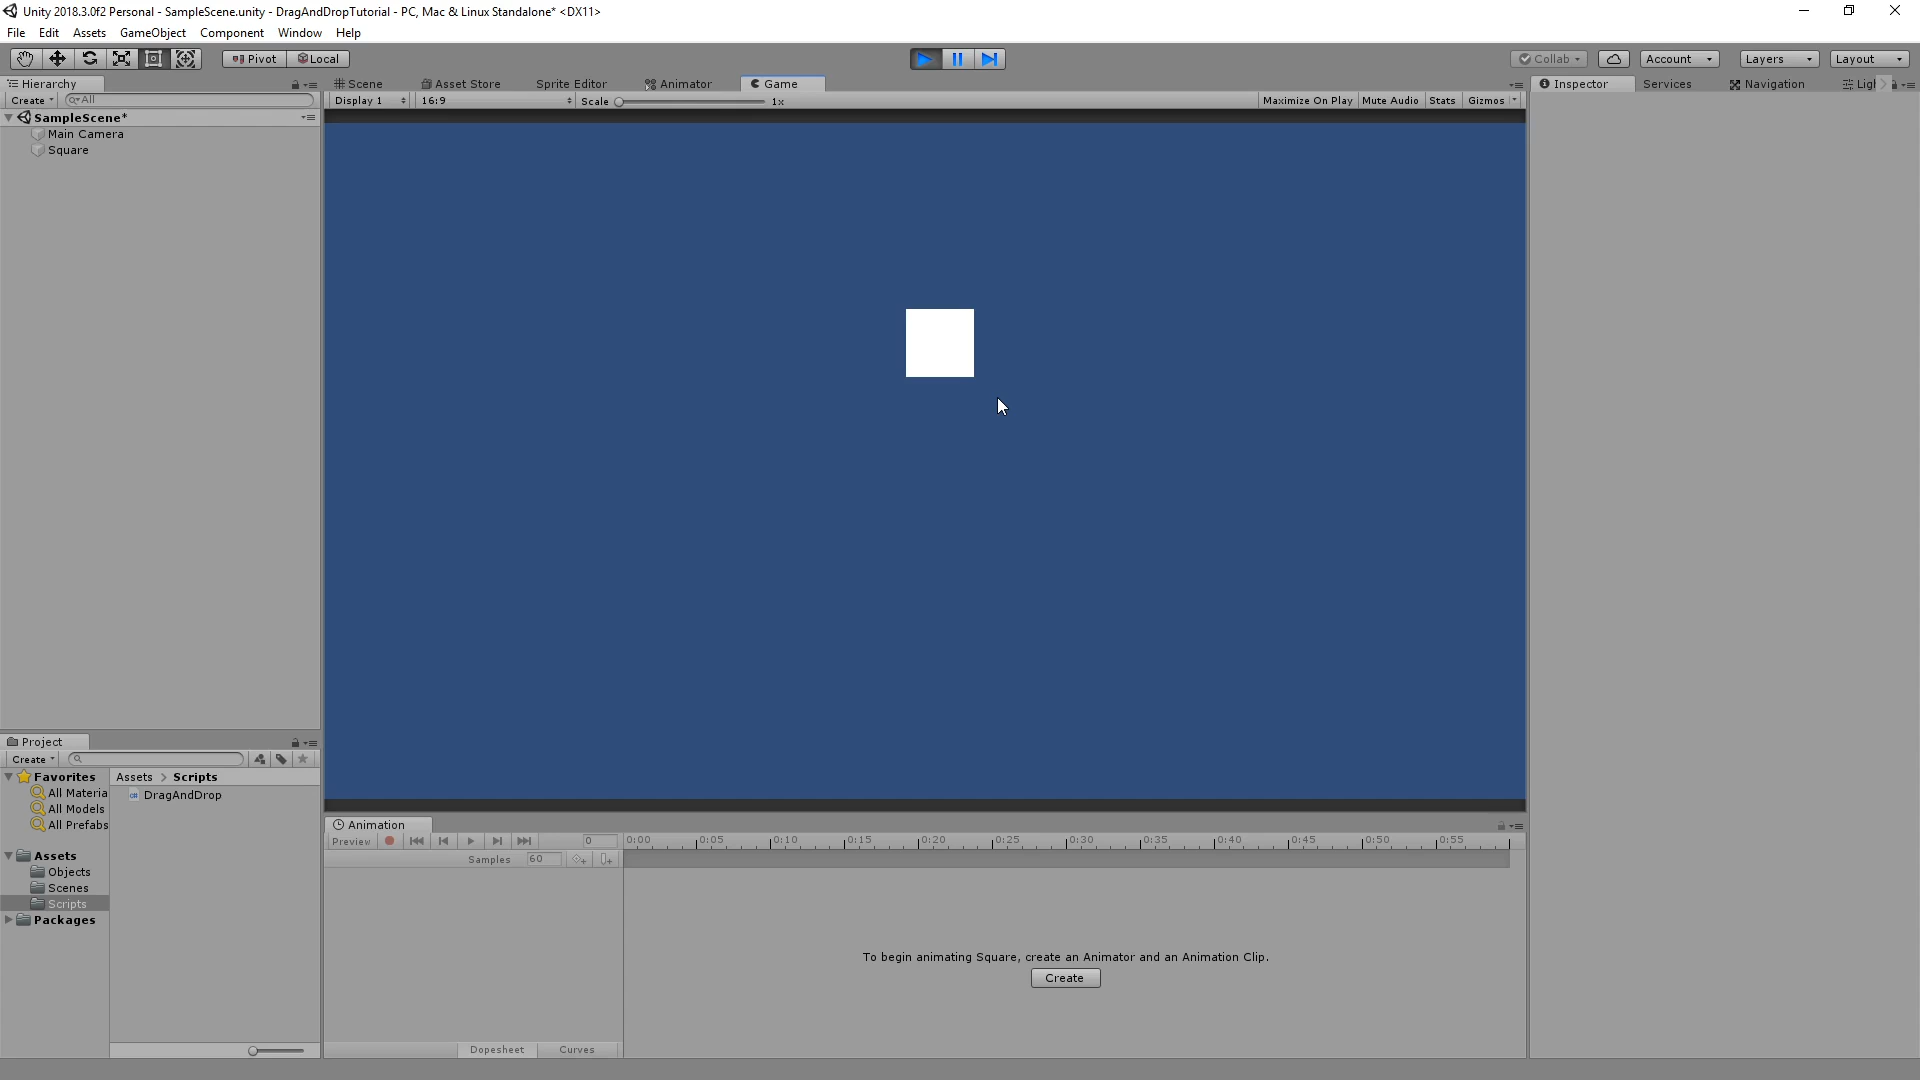 Unity 2018.3.0f2 Personal - SampleScene.unity - DragAndDropTutorial - PC, Mac & Linux Standalone* <DX11>
File Edit Assets GameObject Component Window Help
Pivot Local Collab Account Layers Layout
Hierarchy
Create All
SampleScene*
Main Camera
Square
Scene Asset Store Sprite Editor Animator Game
Display 1 16:9 Scale 1x Maximize On Play Mute Audio Stats Gizmos
Inspector Services Navigation
Project
Create
Favorites
All Materia
All Models
All Prefabs
Assets
Objects
Scenes
Scripts
Packages
Assets > Scripts
DragAndDrop
Animation
Preview 0 0:00 0:05 0:10 0:15 0:20 0:25 0:30 0:35 0:40 0:45 0:50 0:55
Samples 60
To begin animating Square, create an Animator and an Animation Clip.
Create
Dopesheet Curves